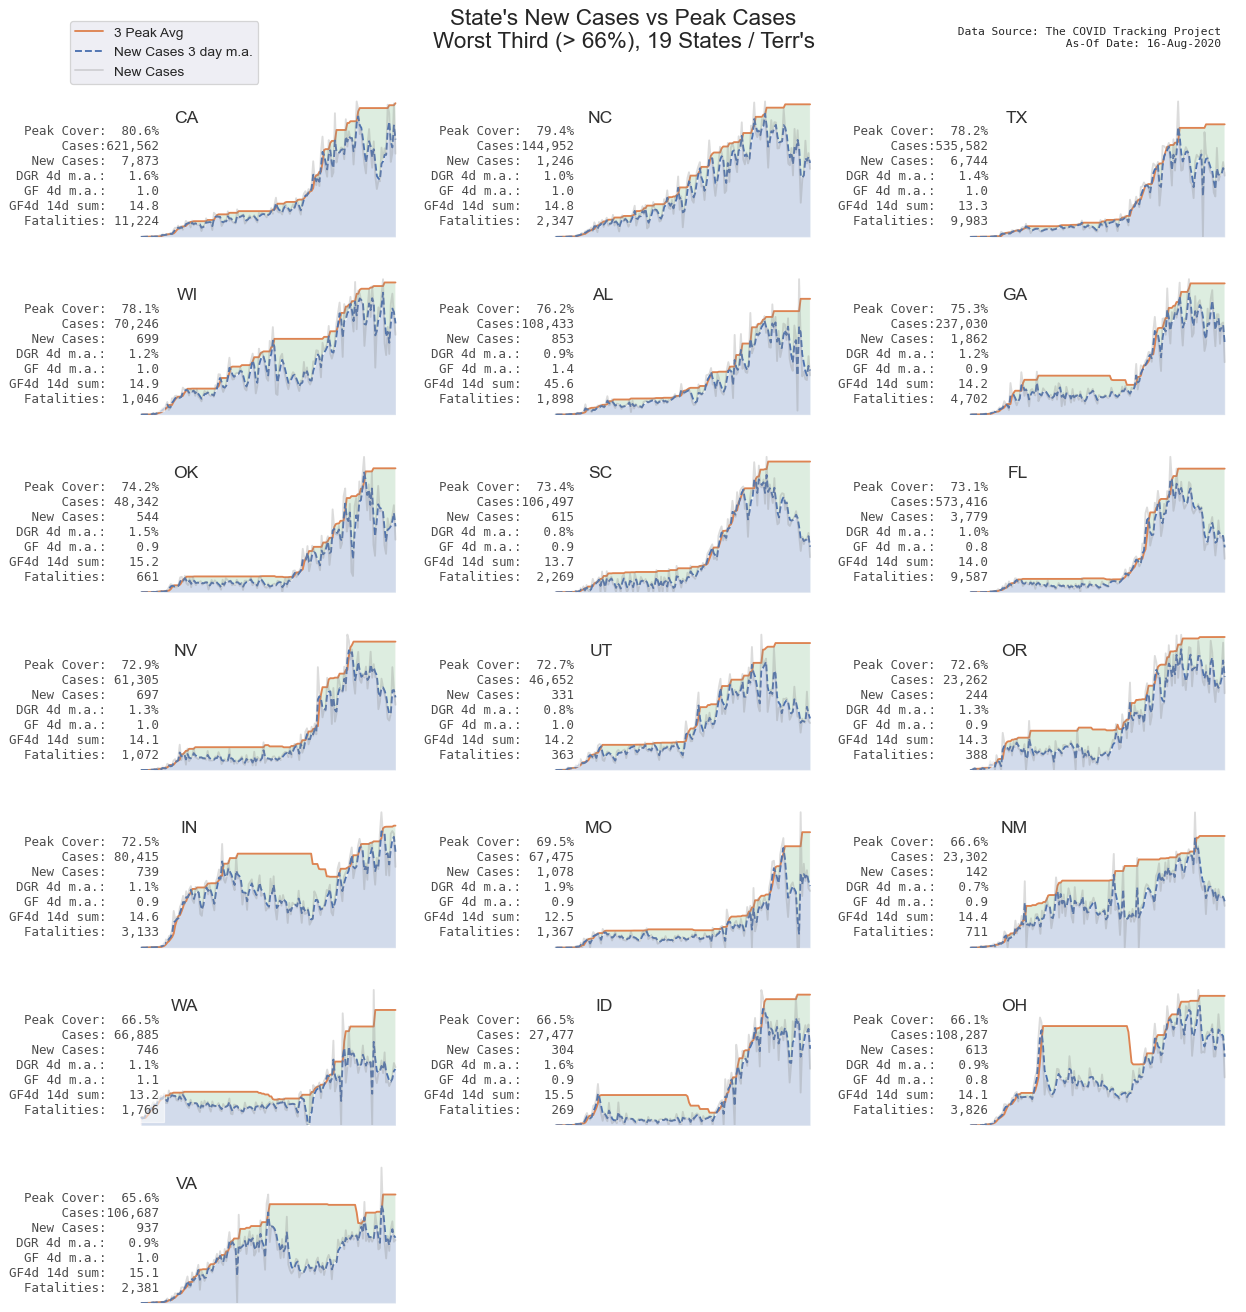 State's New Cases vs Peak Cases
Worst Third (> 66%), 19 States / Terr's
3 Peak Avg
New Cases 3 day m.a.
New Cases
Data Source: The COVID Tracking Project
As-Of Date: 16-Aug-2020
CA
Peak Cover: 80.6%
Cases:621,562
New Cases: 7,873
DGR 4d m.a.: 1.6%
GF 4d m.a.: 1.0
GF4d 14d sum: 14.8
Fatalities: 11,224
NC
Peak Cover: 79.4%
Cases:144,952
New Cases: 1,246
DGR 4d m.a.: 1.0%
GF 4d m.a.: 1.0
GF4d 14d sum: 14.8
Fatalities: 2,347
TX
Peak Cover: 78.2%
Cases:535,582
New Cases: 6,744
DGR 4d m.a.: 1.4%
GF 4d m.a.: 1.0
GF4d 14d sum: 13.3
Fatalities: 9,983
WI
Peak Cover: 78.1%
Cases: 70,246
New Cases: 699
DGR 4d m.a.: 1.2%
GF 4d m.a.: 1.0
GF4d 14d sum: 14.9
Fatalities: 1,046
AL
Peak Cover: 76.2%
Cases:108,433
New Cases: 853
DGR 4d m.a.: 0.9%
GF 4d m.a.: 1.4
GF4d 14d sum: 45.6
Fatalities: 1,898
GA
Peak Cover: 75.3%
Cases:237,030
New Cases: 1,862
DGR 4d m.a.: 1.2%
GF 4d m.a.: 0.9
GF4d 14d sum: 14.2
Fatalities: 4,702
OK
Peak Cover: 74.2%
Cases: 48,342
New Cases: 544
DGR 4d m.a.: 1.5%
GF 4d m.a.: 0.9
GF4d 14d sum: 15.2
Fatalities: 661
SC
Peak Cover: 73.4%
Cases:106,497
New Cases: 615
DGR 4d m.a.: 0.8%
GF 4d m.a.: 0.9
GF4d 14d sum: 13.7
Fatalities: 2,269
FL
Peak Cover: 73.1%
Cases:573,416
New Cases: 3,779
DGR 4d m.a.: 1.0%
GF 4d m.a.: 0.8
GF4d 14d sum: 14.0
Fatalities: 9,587
NV
Peak Cover: 72.9%
Cases: 61,305
New Cases: 697
DGR 4d m.a.: 1.3%
GF 4d m.a.: 1.0
GF4d 14d sum: 14.1
Fatalities: 1,072
UT
Peak Cover: 72.7%
Cases: 46,652
New Cases: 331
DGR 4d m.a.: 0.8%
GF 4d m.a.: 1.0
GF4d 14d sum: 14.2
Fatalities: 363
OR
Peak Cover: 72.6%
Cases: 23,262
New Cases: 244
DGR 4d m.a.: 1.3%
GF 4d m.a.: 0.9
GF4d 14d sum: 14.3
Fatalities: 388
IN
Peak Cover: 72.5%
Cases: 80,415
New Cases: 739
DGR 4d m.a.: 1.1%
GF 4d m.a.: 0.9
GF4d 14d sum: 14.6
Fatalities: 3,133
MO
Peak Cover: 69.5%
Cases: 67,475
New Cases: 1,078
DGR 4d m.a.: 1.9%
GF 4d m.a.: 0.9
GF4d 14d sum: 12.5
Fatalities: 1,367
NM
Peak Cover: 66.6%
Cases: 23,302
New Cases: 142
DGR 4d m.a.: 0.7%
GF 4d m.a.: 0.9
GF4d 14d sum: 14.4
Fatalities: 711
WA
Peak Cover: 66.5%
Cases: 66,885
New Cases: 746
DGR 4d m.a.: 1.1%
GF 4d m.a.: 1.1
GF4d 14d sum: 13.2
Fatalities: 1,766
ID
Peak Cover: 66.5%
Cases: 27,477
New Cases: 304
DGR 4d m.a.: 1.6%
GF 4d m.a.: 0.9
GF4d 14d sum: 15.5
Fatalities: 269
OH
Peak Cover: 66.1%
Cases:108,287
New Cases: 613
DGR 4d m.a.: 0.9%
GF 4d m.a.: 0.8
GF4d 14d sum: 14.1
Fatalities: 3,826
VA
Peak Cover: 65.6%
Cases:106,687
New Cases: 937
DGR 4d m.a.: 0.9%
GF 4d m.a.: 1.0
GF4d 14d sum: 15.1
Fatalities: 2,381